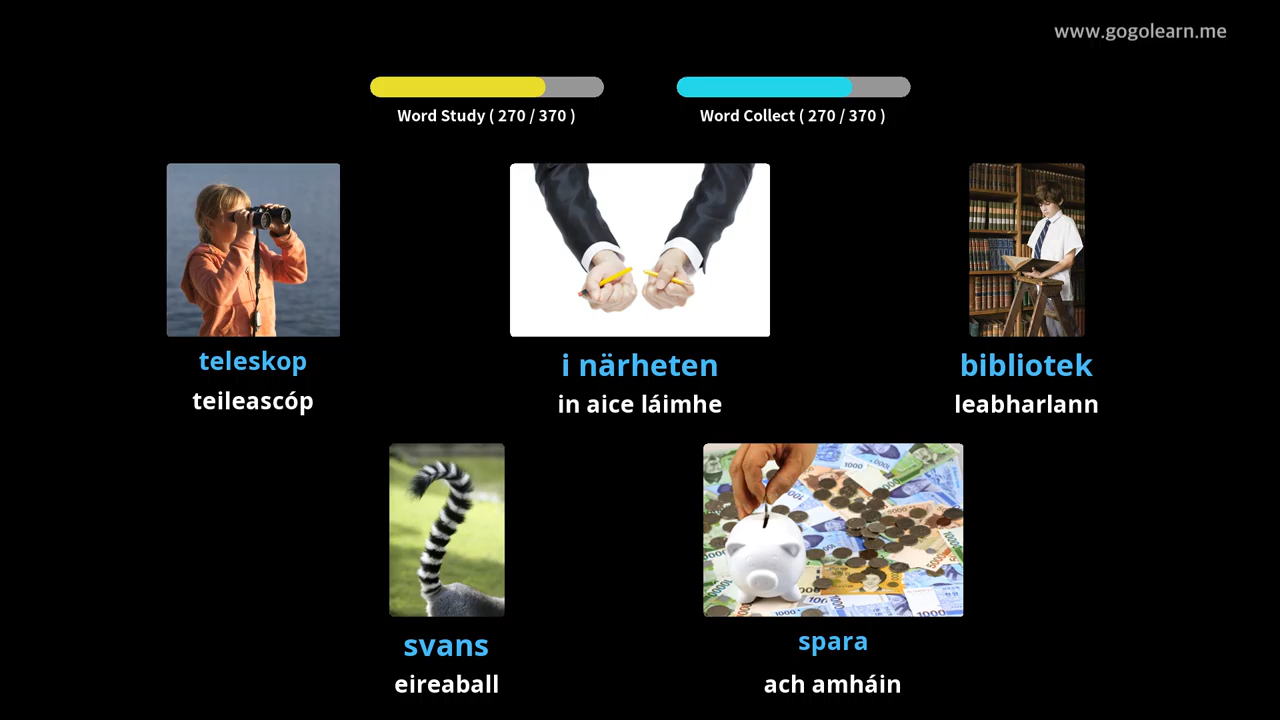 www.gogolearn.me
Word Study ( 270 / 370 )
Word Collect ( 270 / 370 )
teleskop
teileascóp
i närheten
in aice láimhe
bibliotek
leabharlann
svans
eireaball
spara
ach amháin